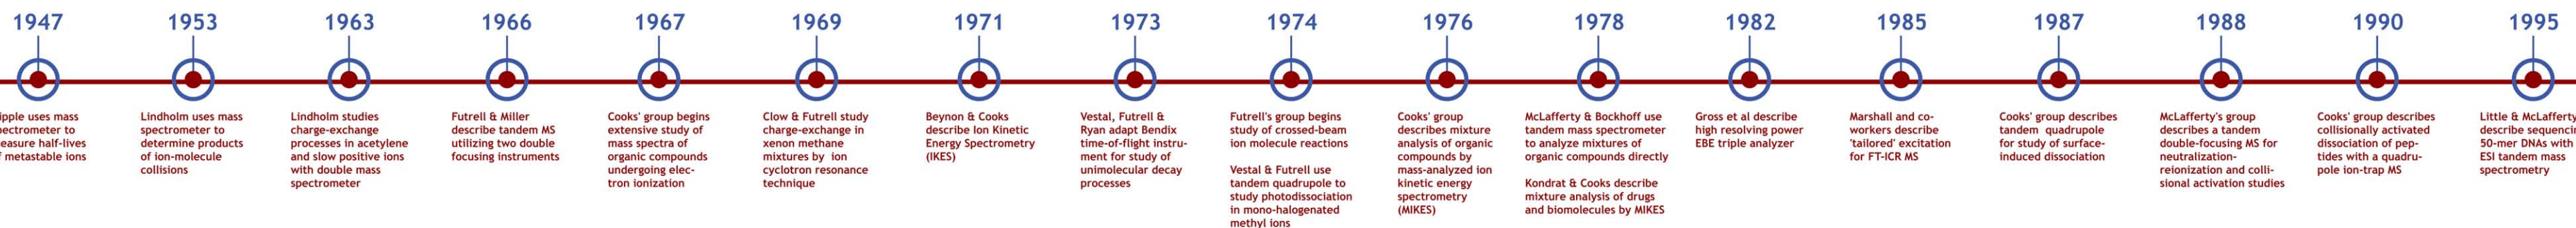 1947
1953
1963
1966
1967
1969
1971
1973
1974
1976
1978
1982
1985
1987
1988
1990
1995
uses mass
to
half-lives
metastable ions
Lindholm uses mass
spectrometer to
determine products
of ion-molecule
collisions
Lindholm studies
charge-exchange
processes in acetylene
and slow positive ions
with double mass
spectrometer
Futrell & Miller
describe tandem MS
utilizing two double
focusing instruments
Cooks' group begins
extensive study of
mass spectra of
organic compounds
undergoing elec-
tron ionization
Clow & Futrell study
charge-exchange in
xenon methane
mixtures by ion
cyclotron resonance
technique
Beynon & Cooks
describe Ion Kinetic
Energy Spectrometry
(IKES)
Vestal, Futrell &
Ryan adapt Bendix
time-of-flight instru-
ment for study of
unimolecular decay
processes
Futrell's group begins
study of crossed-beam
ion molecule reactions
Vestal & Futrell use
tandem quadrupole to
study photodissociation
in mono-halogenated
methyl ions
Cooks' group
describes mixture
analysis of organic
compounds by
mass-analyzed ion
kinetic energy
spectrometry
(MIKES)
McLafferty & Bockhoff use
tandem mass spectrometer
to analyze mixtures of
organic compounds directly
Kondrat & Cooks describe
mixture analysis of drugs
and biomolecules by MIKES
Gross et al describe
high resolving power
EBE triple analyzer
Marshall and co-
workers describe
'tailored' excitation
for FT-ICR MS
Cooks' group describes
tandem quadrupole
for study of surface-
induced dissociation
McLafferty's group
describes a tandem
double-focusing MS for
neutralization-
reionization and colli-
sional activation studies
Cooks' group describes
collisionally activated
dissociation of pep-
tides with a quadru-
pole ion-trap MS
Little & McLafferty
describe
50-mer DNAs with
ESI tandem mass
spectrometry